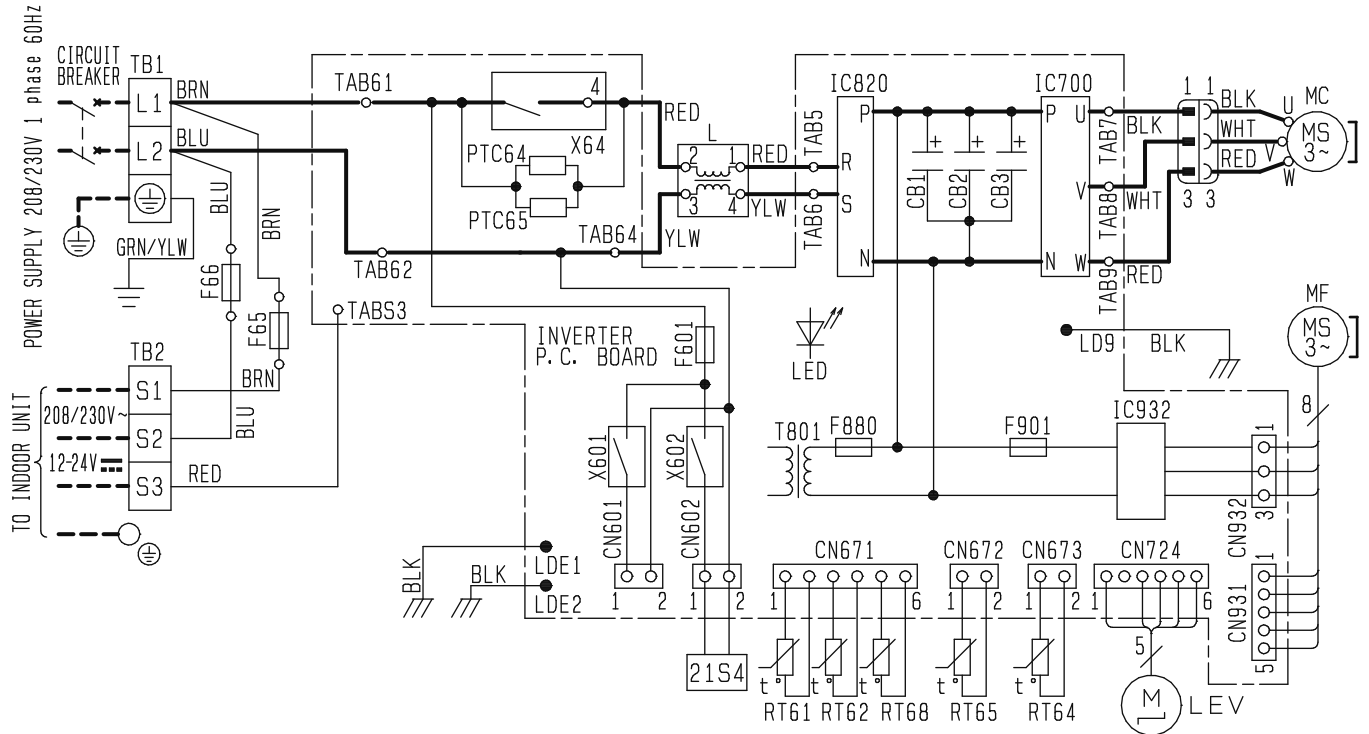 POWER SUPPLY 208/230V 1 phase 60Hz
CIRCUIT
BREAKER
TB1
L1
L2
BRN
BLU
GRN/YLW
BLU
BRN
F66
F65
TAB61
TAB62
TABS3
4
X64
PTC64
PTC65
TAB64
RED
YLW
L
2 1
3 4
RED
YLW
TAB5
TAB6
IC820
P
R
S
N
+ + +
CB1 CB2 CB3
IC700
P U
V
N W
TAB7
TAB8
TAB9
BLK
WHT
RED
1 1
3 3
BLK
WHT
RED
U
V
W
MC
MS
3~
MF
MS
3~
8
TB2
S1
S2
S3
TO INDOOR UNIT
208/230V~
12-24V
BRN
BLU
RED
INVERTER
P.C. BOARD
F601
LED
LD9 BLK
X601
X602
CN601
CN602
1 2
1 2
21S4
BLK
BLK
LDE1
LDE2
T801
F880
F901
IC932
1
3
CN932
CN931
1
5
CN671
1 6
CN672
1 2
CN673
1 2
CN724
1 6
5
t° t° t° t° t°
RT61 RT62 RT68 RT65 RT64
M
LEV